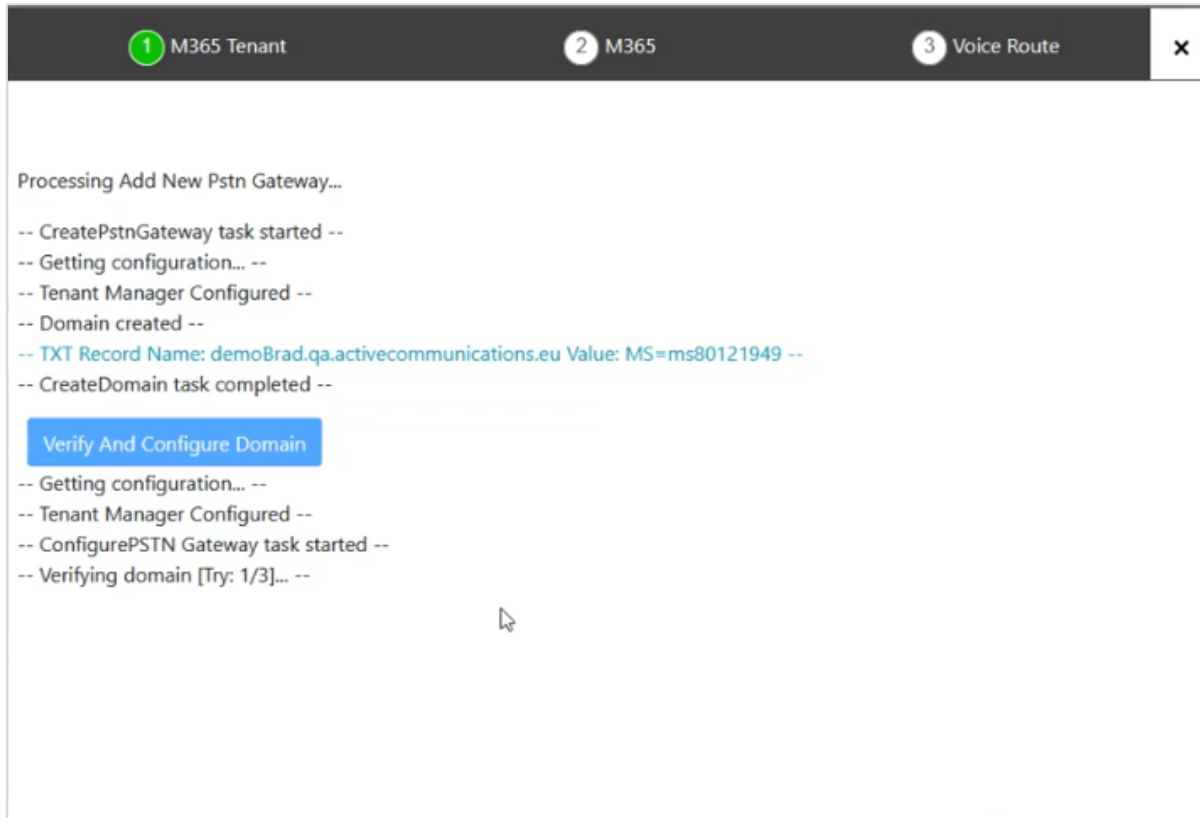 1 M365 Tenant 2 M365 3 Voice Route ×
Processing Add New Pstn Gateway...
-- CreatePstnGateway task started --
-- Getting configuration... --
-- Tenant Manager Configured --
-- Domain created --
-- TXT Record Name: demoBrad.qa.activecommunications.eu Value: MS=ms80121949 --
-- CreateDomain task completed --
Verify And Configure Domain
-- Getting configuration... --
-- Tenant Manager Configured --
-- ConfigurePSTN Gateway task started --
-- Verifying domain [Try: 1/3]... --